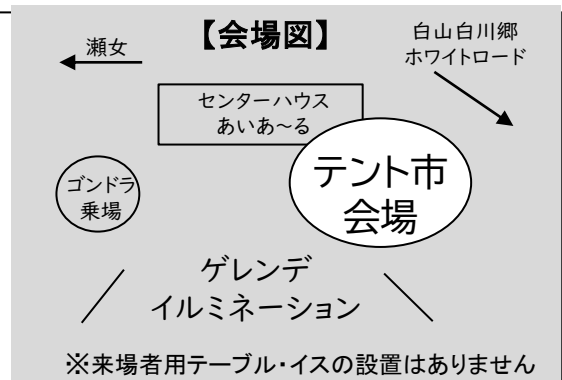 【会場図】
瀬女
白山白川郷
ホワイトロード
センターハウス
あいあ～る
テント市
会場
ゴンドラ
乗場
ゲレンデ
イルミネーション
※来場者用テーブル・イスの設置はありません